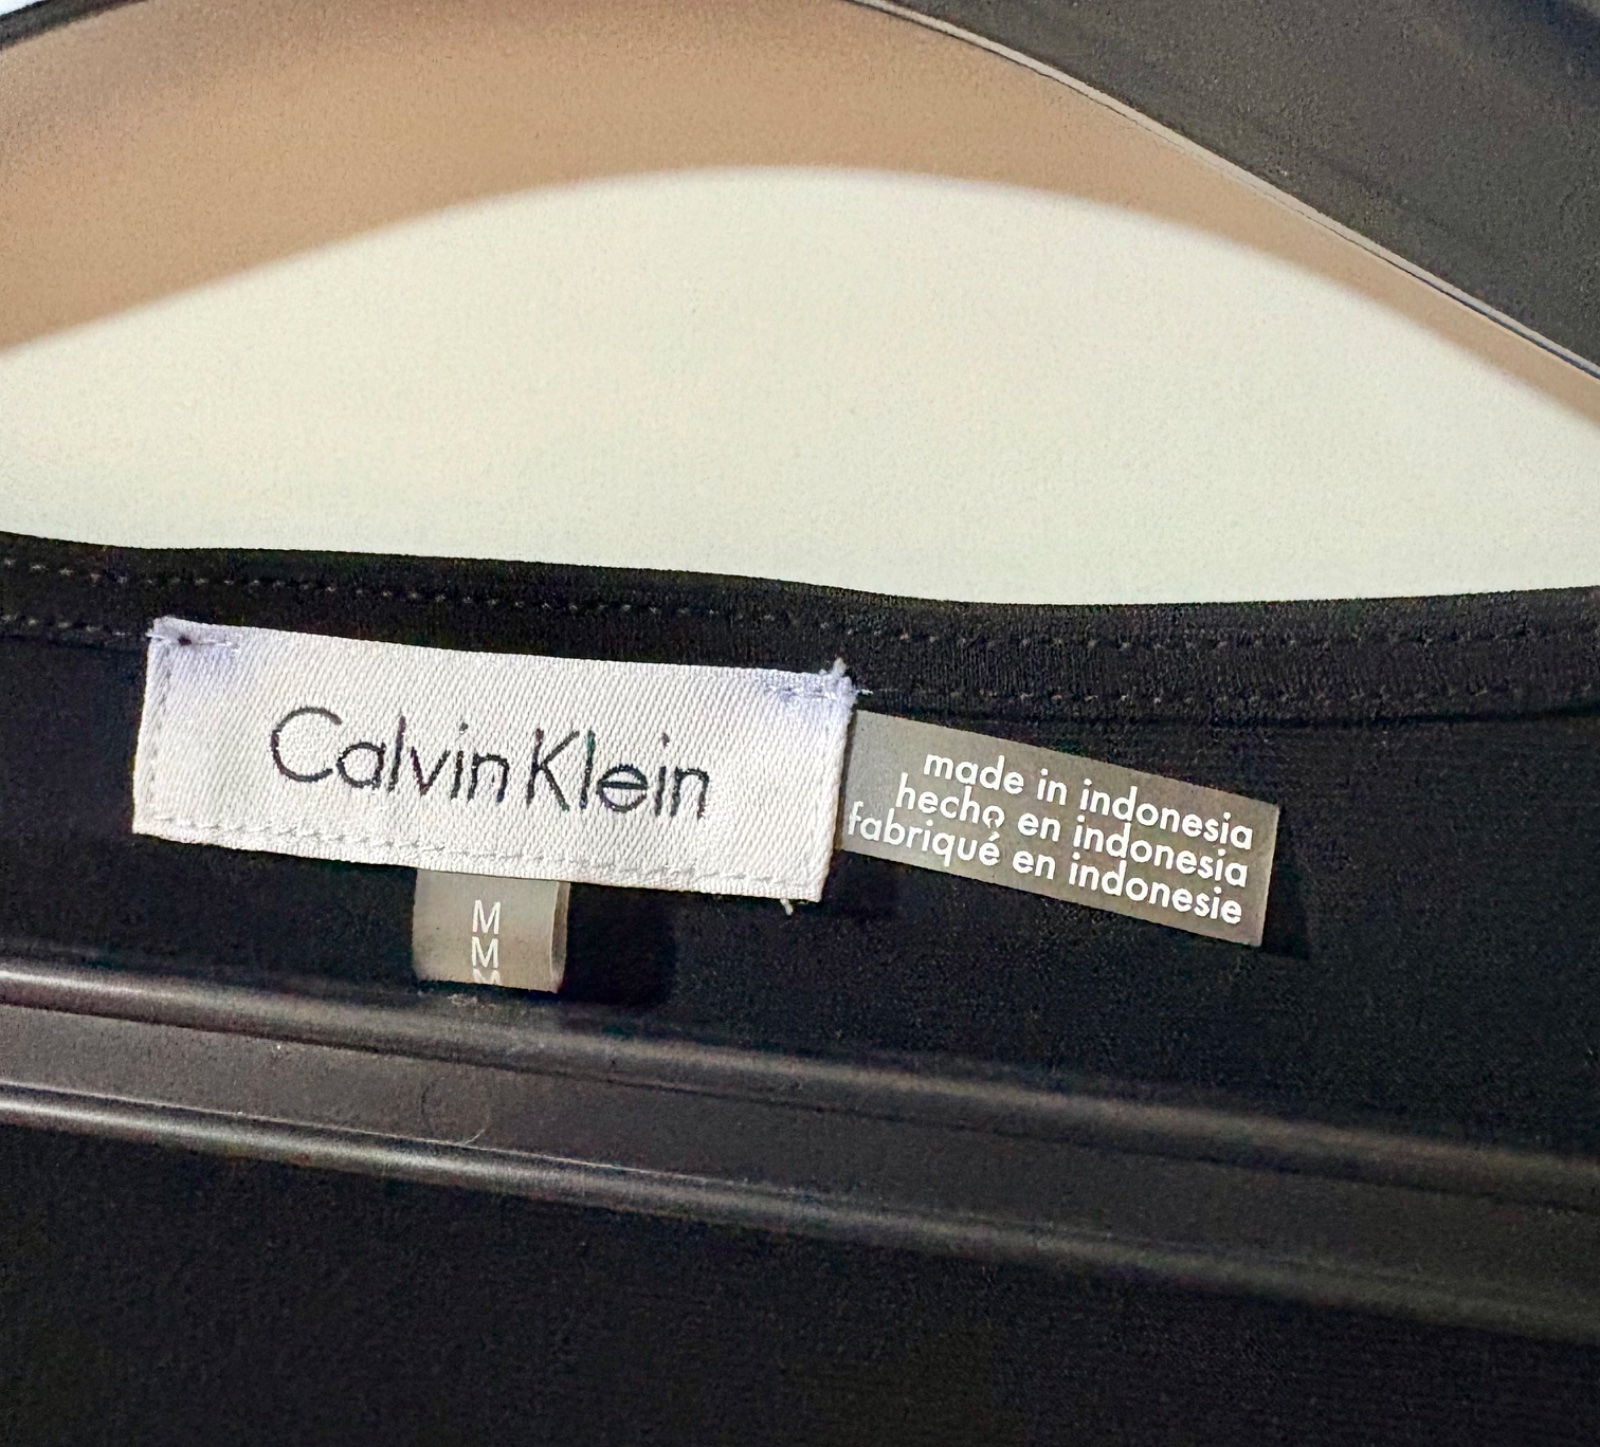 Calvin Klein
made in indonesia
hecho en indonesia
fabriqué en indonesie
M
M
M